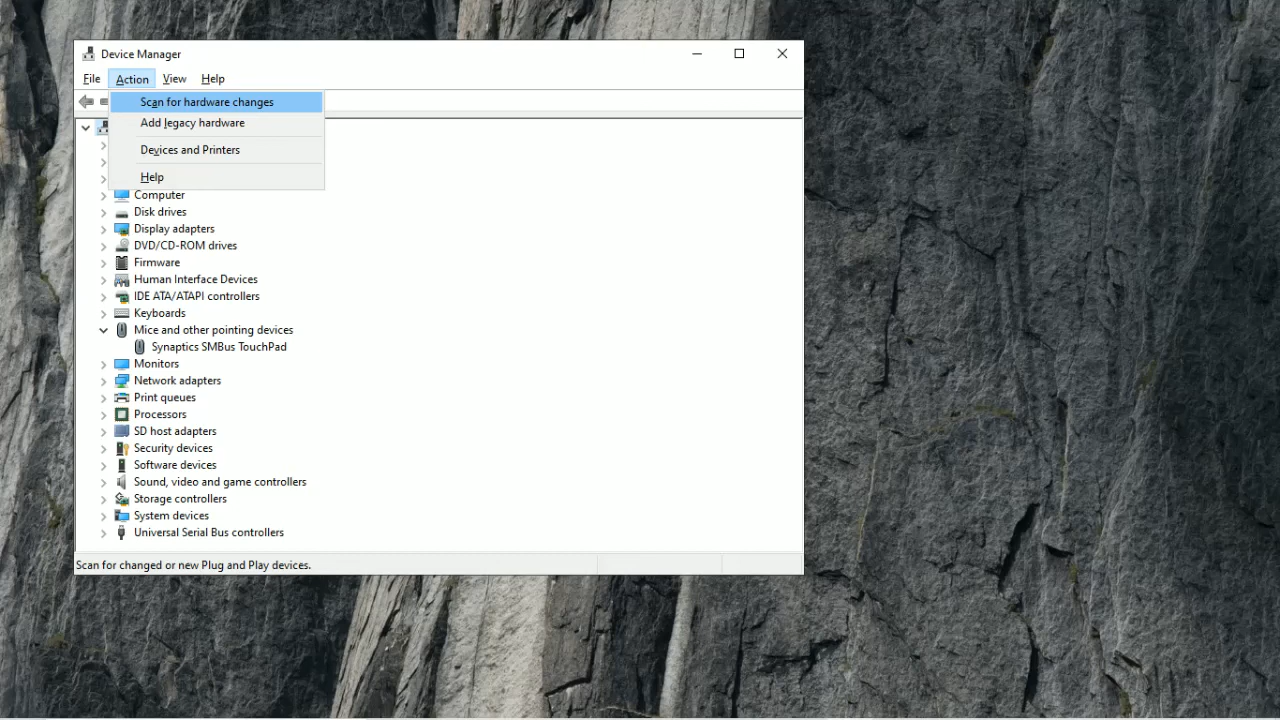 Device Manager
File Action View Help
Scan for hardware changes
Add legacy hardware
Devices and Printers
Help
Computer
Disk drives
Display adapters
DVD/CD-ROM drives
Firmware
Human Interface Devices
IDE ATA/ATAPI controllers
Keyboards
Mice and other pointing devices
Synaptics SMBus TouchPad
Monitors
Network adapters
Print queues
Processors
SD host adapters
Security devices
Software devices
Sound, video and game controllers
Storage controllers
System devices
Universal Serial Bus controllers
Scan for changed or new Plug and Play devices.